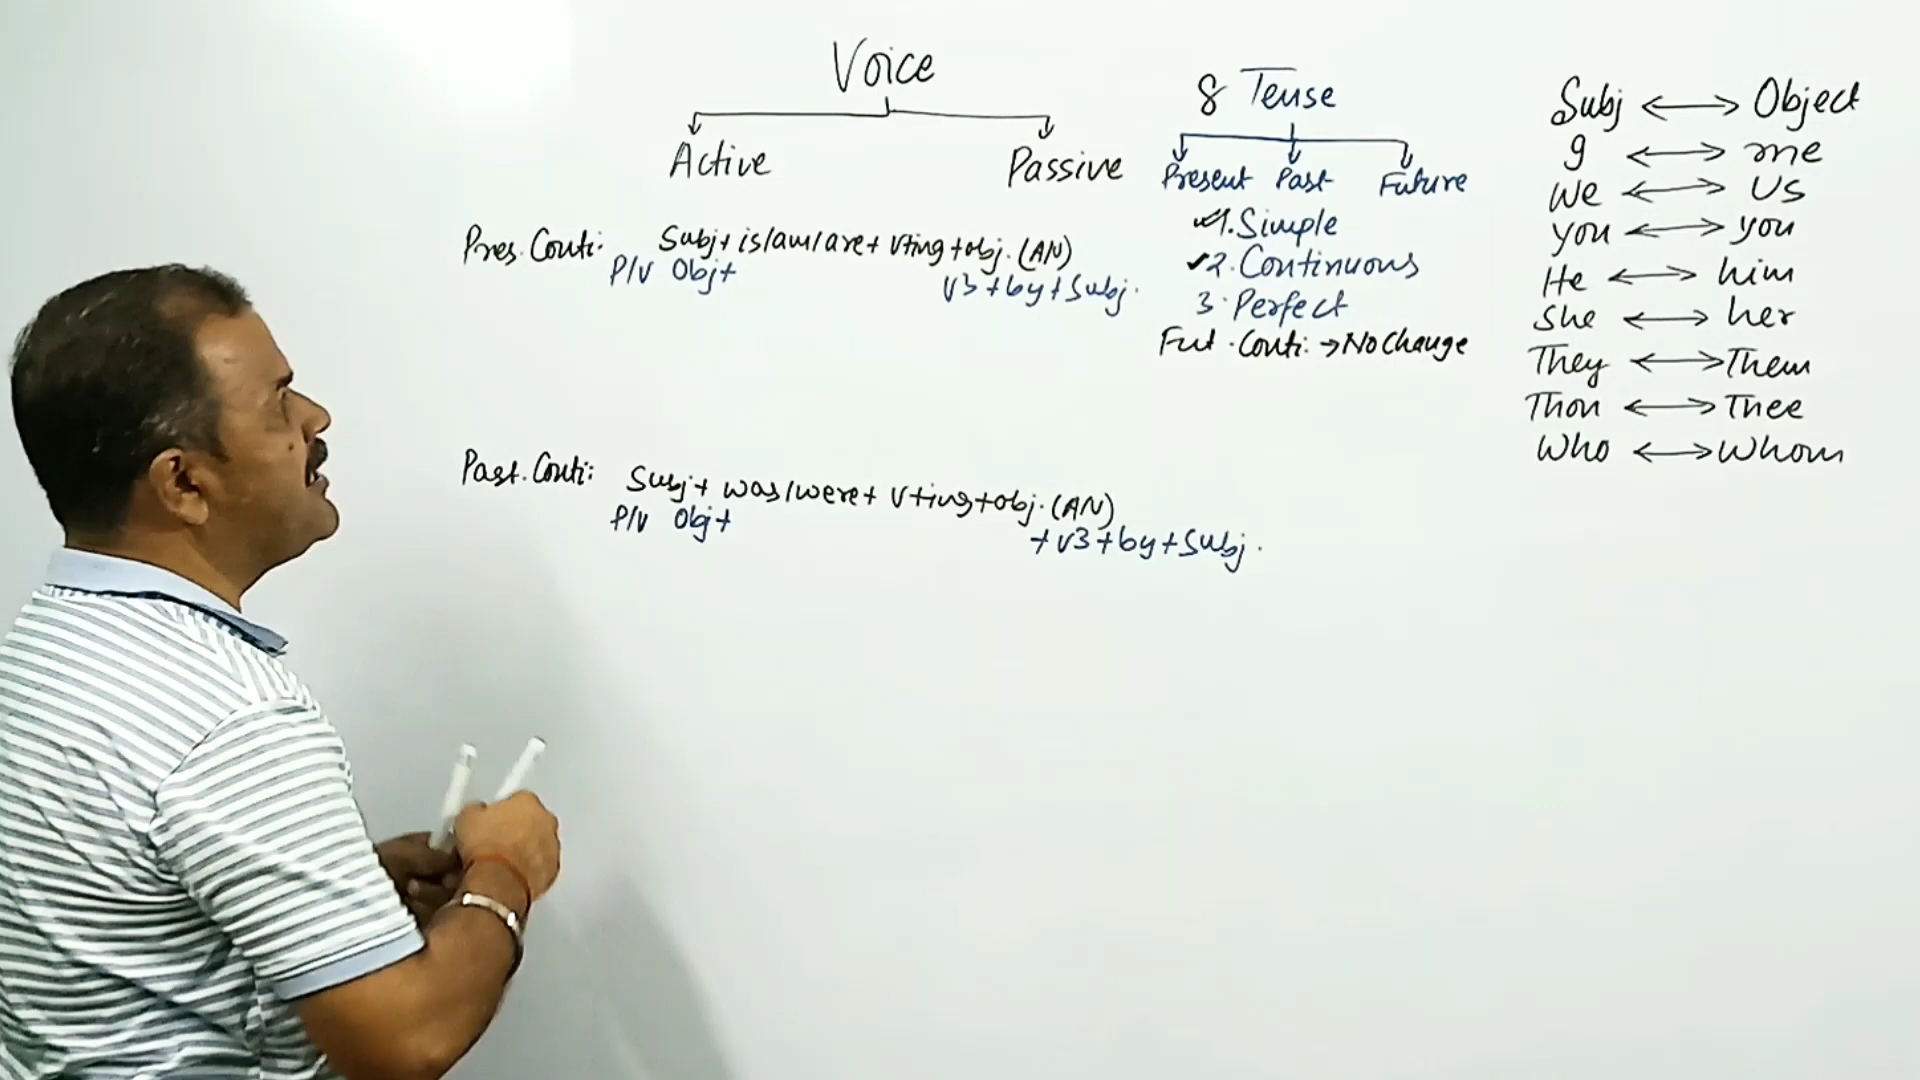 Voice
Active Passive
Pres. Conti: Subj+ is/am/are+ v+ing+obj. (AN)
P/V Obj+ v3+by+Subj.
Past. Conti: Subj+ was/were+ v+ing+obj. (AN)
P/V Obj+ +v3+by+Subj.
8 Tense
Present Past Future
✓1. Simple
✓2. Continuous
3. Perfect
Fut. Conti: → No Change
Subj ↔ Object
I ↔ me
We ↔ Us
you ↔ you
He ↔ him
She ↔ her
They ↔ Them
Thou ↔ Thee
Who ↔ Whom